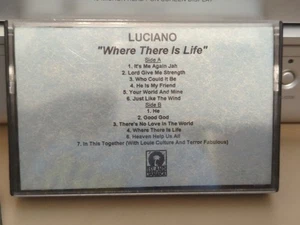 LUCIANO
"Where There Is Life"
Side A
1. It's Me Again Jah
2. Lord Give Me Strength
3. Who Could It Be
4. He Is My Friend
5. Your World And Mine
6. Just Like The Wind
Side B
1. He
2. Good God
3. There's No Love In The World
4. Where There Is Life
6. Heaven Help Us All
7. In This Together (With Louie Culture And Terror Fabulous)
ISLAND